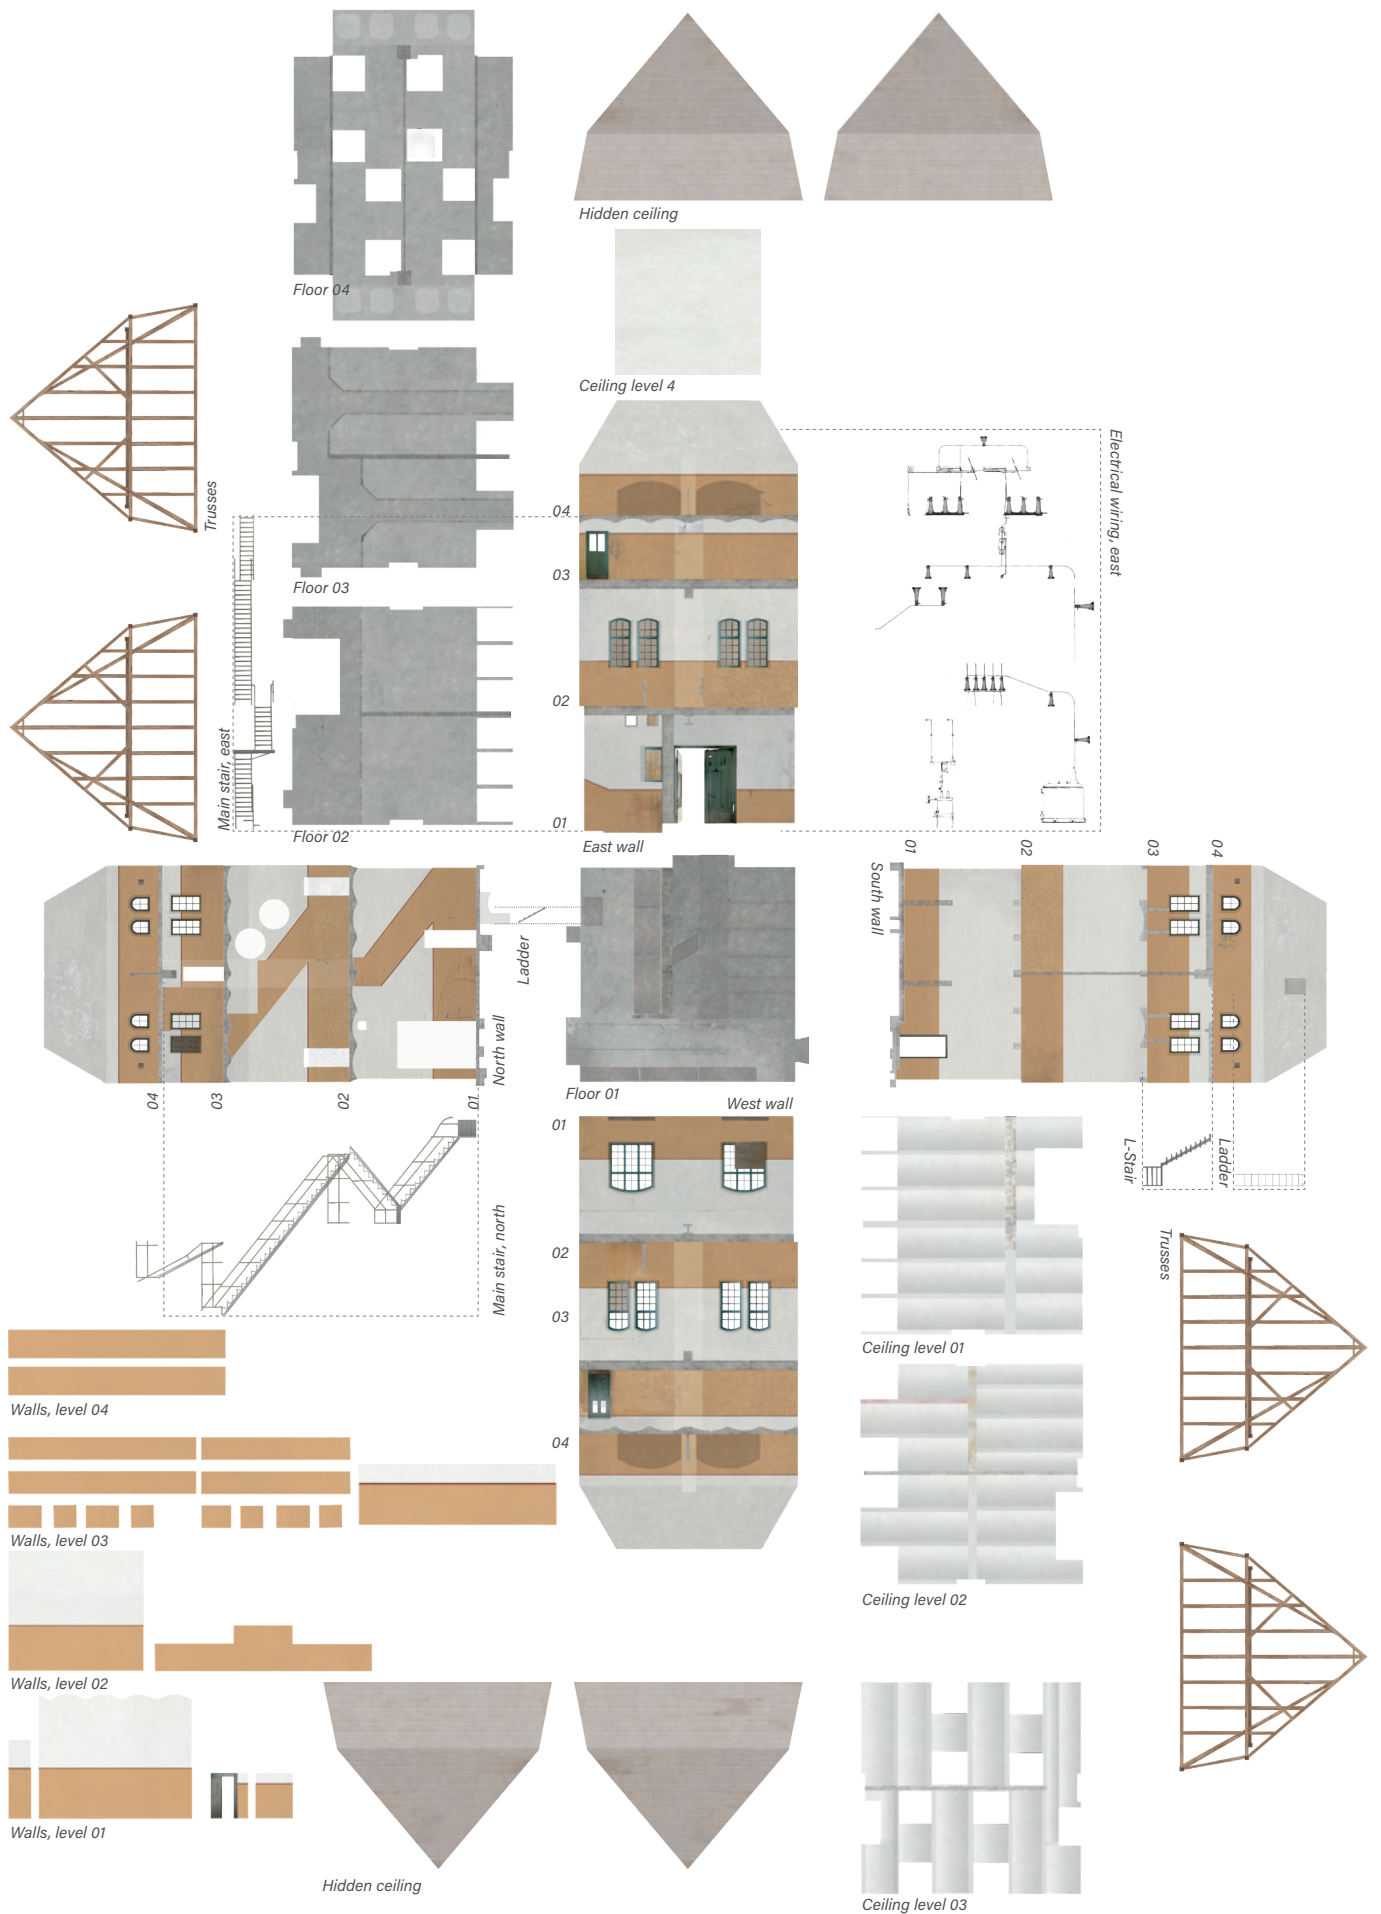 Hidden ceiling
Floor 04
Ceiling level 4
Trusses
Electrical wiring, east
04
03
Floor 03
02
Main stair, east
01
Floor 02
East wall
01
02
03
04
South wall
Ladder
North wall
Floor 01
West wall
04
03
02
01
01
L-Stair
Ladder
Main stair, north
02
Trusses
03
Ceiling level 01
Walls, level 04
04
Walls, level 03
Ceiling level 02
Walls, level 02
Walls, level 01
Hidden ceiling
Ceiling level 03